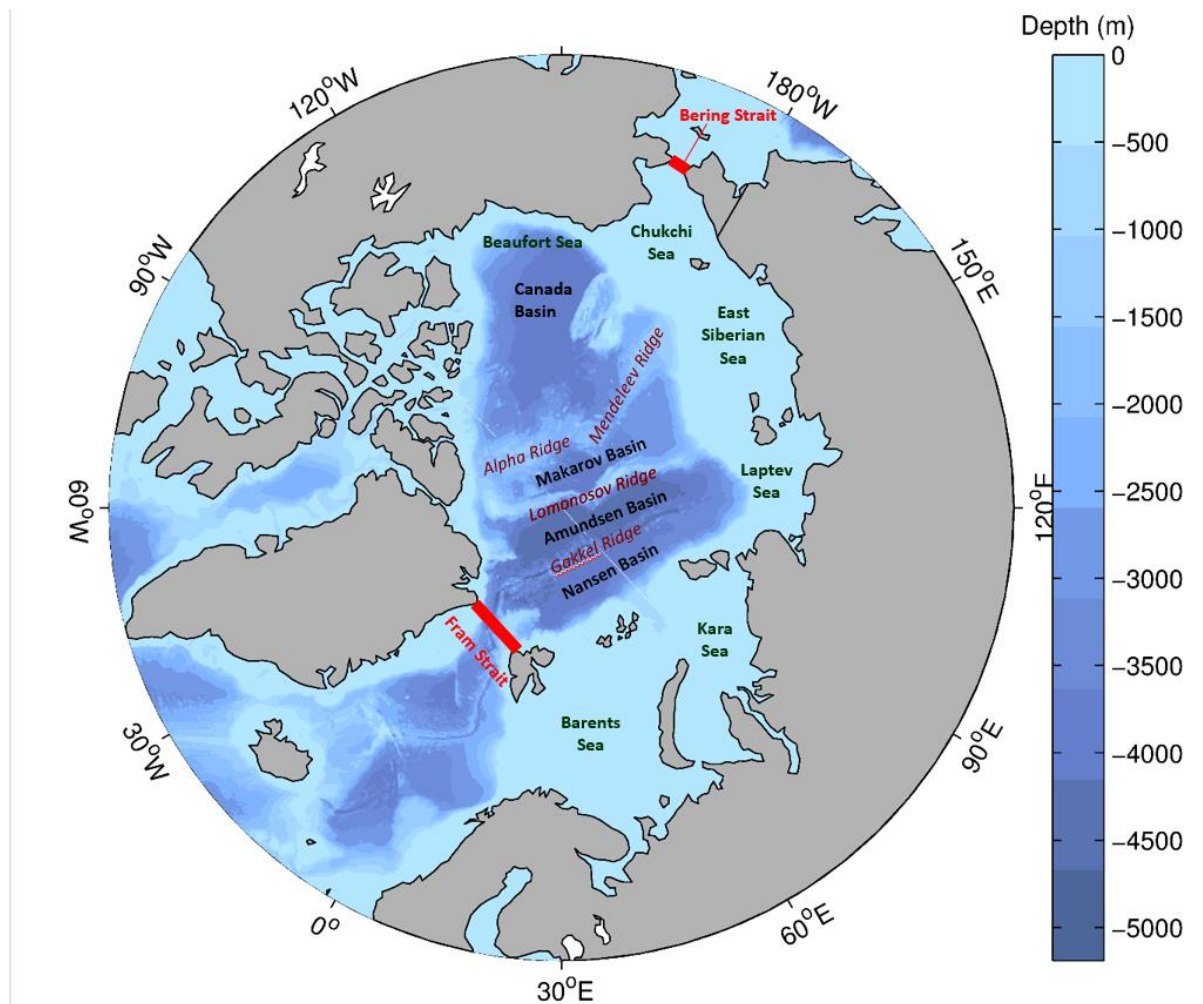 Depth (m)
0
-500
-1000
-1500
-2000
-2500
-3000
-3500
-4000
-4500
-5000
120°W
180°W
Bering Strait
90°W
150°E
Beaufort Sea
Chukchi
Sea
Canada
Basin
East
Siberian
Sea
Mendeleev Ridge
Alpha Ridge
Makarov Basin
Lomonosov Ridge
Laptev
Sea
60°W
120°E
Amundsen Basin
Gakkel Ridge
Nansen Basin
Fram Strait
Kara
Sea
Barents
Sea
30°W
90°E
0°
60°E
30°E